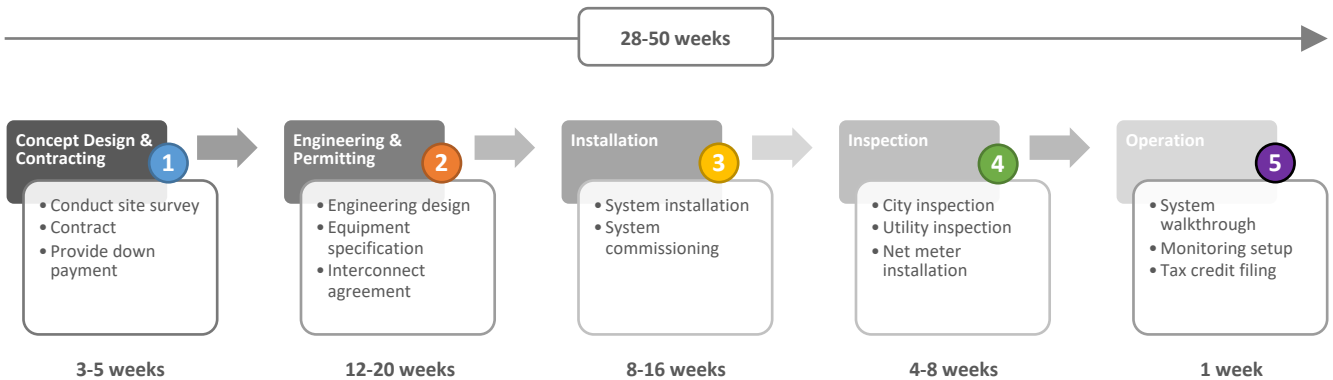 28-50 weeks
Concept Design &
Contracting
1
• Conduct site survey
• Contract
• Provide down
payment
3-5 weeks
Engineering &
Permitting
2
• Engineering design
• Equipment
specification
• Interconnect
agreement
12-20 weeks
Installation
3
• System installation
• System
commissioning
8-16 weeks
Inspection
4
• City inspection
• Utility inspection
• Net meter
installation
4-8 weeks
Operation
5
• System
walkthrough
• Monitoring setup
• Tax credit filing
1 week